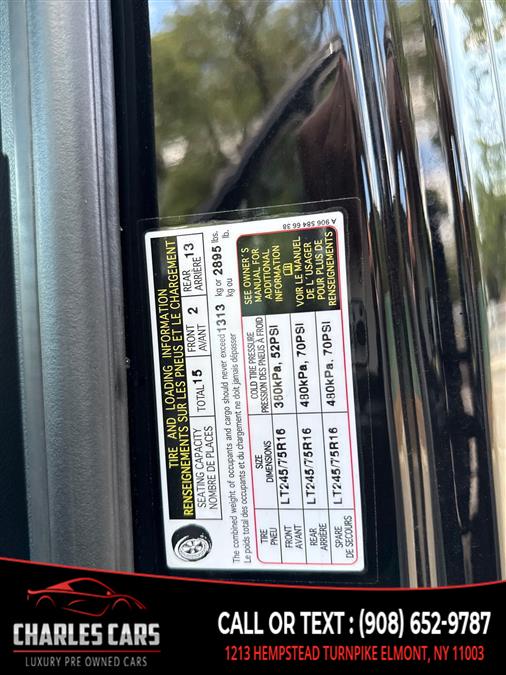 TIRE AND LOADING INFORMATION
RENSEIGNEMENTS SUR LES PNEUS ET LE CHARGEMENT
SEATING CAPACITY TOTAL 15 FRONT 2 REAR 13
NOMBRE DE PLACES AVANT ARRIÈRE
The combined weight of occupants and cargo should never exceed 1313 kg or 2895 lbs.
Le poids total des occupants et du chargement ne doit jamais dépasser kg ou lb.
TIRE SIZE COLD TIRE PRESSURE
PNEU DIMENSIONS PRESSION DES PNEUS À FROID
FRONT LT245/75R16 360kPa, 52PSI
AVANT
REAR LT245/75R16 480kPa, 70PSI
ARRIÈRE
SPARE LT245/75R16 480kPa, 70PSI
DE SECOURS
SEE OWNER'S
MANUAL FOR
ADDITIONAL
INFORMATION
VOIR LE MANUEL
DE L'USAGER
POUR PLUS DE
RENSEIGNEMENTS
A 906 584 66 38
CHARLES CARS
LUXURY PRE OWNED CARS
CALL OR TEXT : (908) 652-9787
1213 HEMPSTEAD TURNPIKE ELMONT, NY 11003